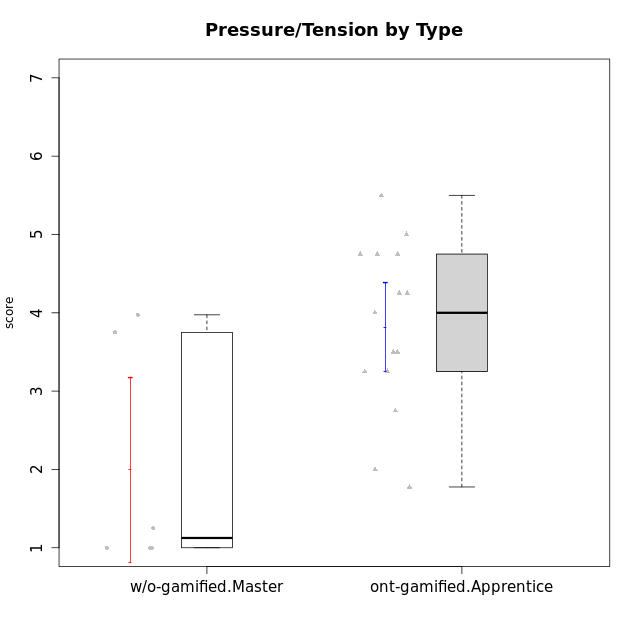 Pressure/Tension by Type
score
7
6
5
4
3
2
1
w/o-gamified.Master
ont-gamified.Apprentice